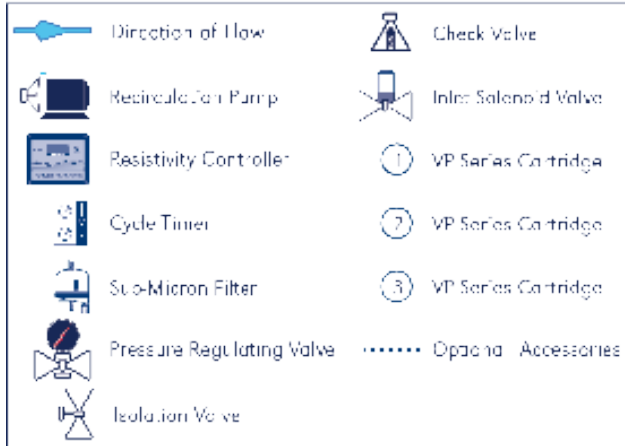 Direction of Flow
Recirculation Pump
Resistivity Controller
Cycle Timer
Sub-Micron Filter
Pressure Regulating Valve
Isolation Valve
Check Valve
Inlet Solenoid Valve
1 VP Series Cartridge
2 VP Series Cartridge
3 VP Series Cartridge
Optional Accessories